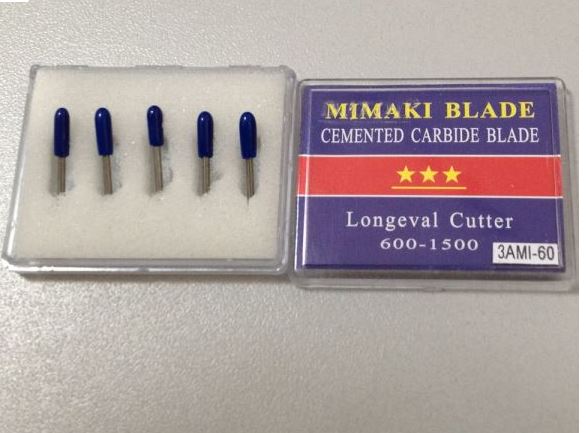 MIMAKI BLADE
CEMENTED CARBIDE BLADE
★★★
Longeval Cutter
600-1500
3AMI-60